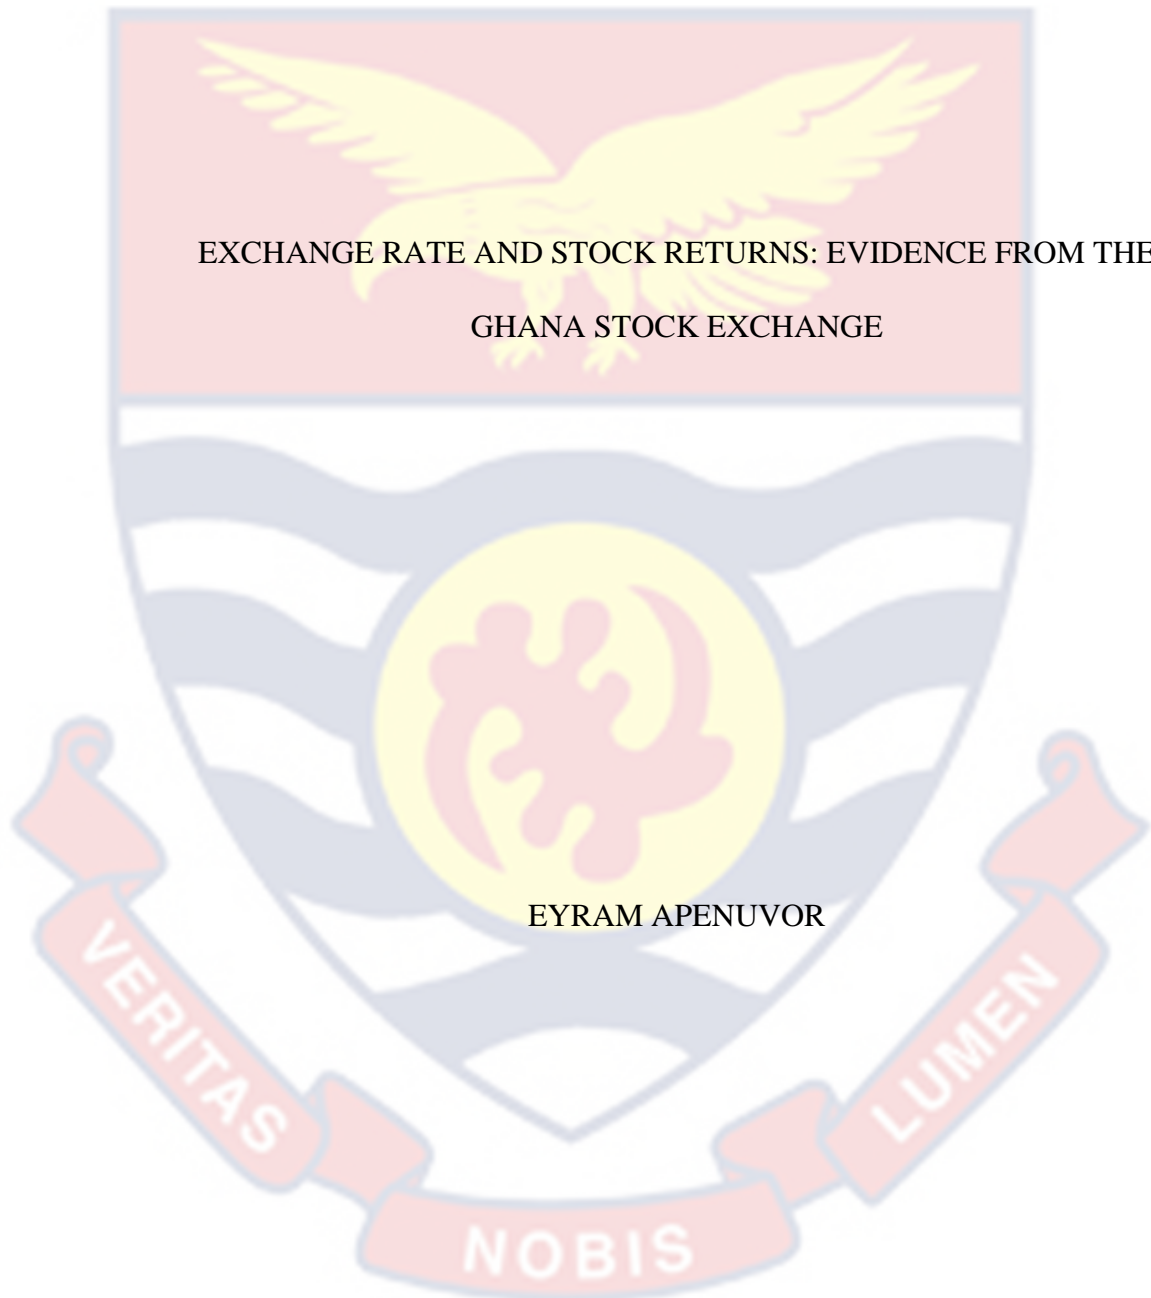 EXCHANGE RATE AND STOCK RETURNS: EVIDENCE FROM THE
GHANA STOCK EXCHANGE
EYRAM APENUVOR
VERITAS
NOBIS
LUMEN